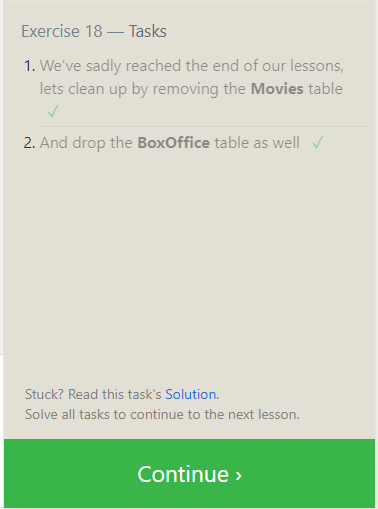 Exercise 18 — Tasks
1. We've sadly reached the end of our lessons,
lets clean up by removing the Movies table
✓
2. And drop the BoxOffice table as well ✓
Stuck? Read this task's Solution.
Solve all tasks to continue to the next lesson.
Continue ›